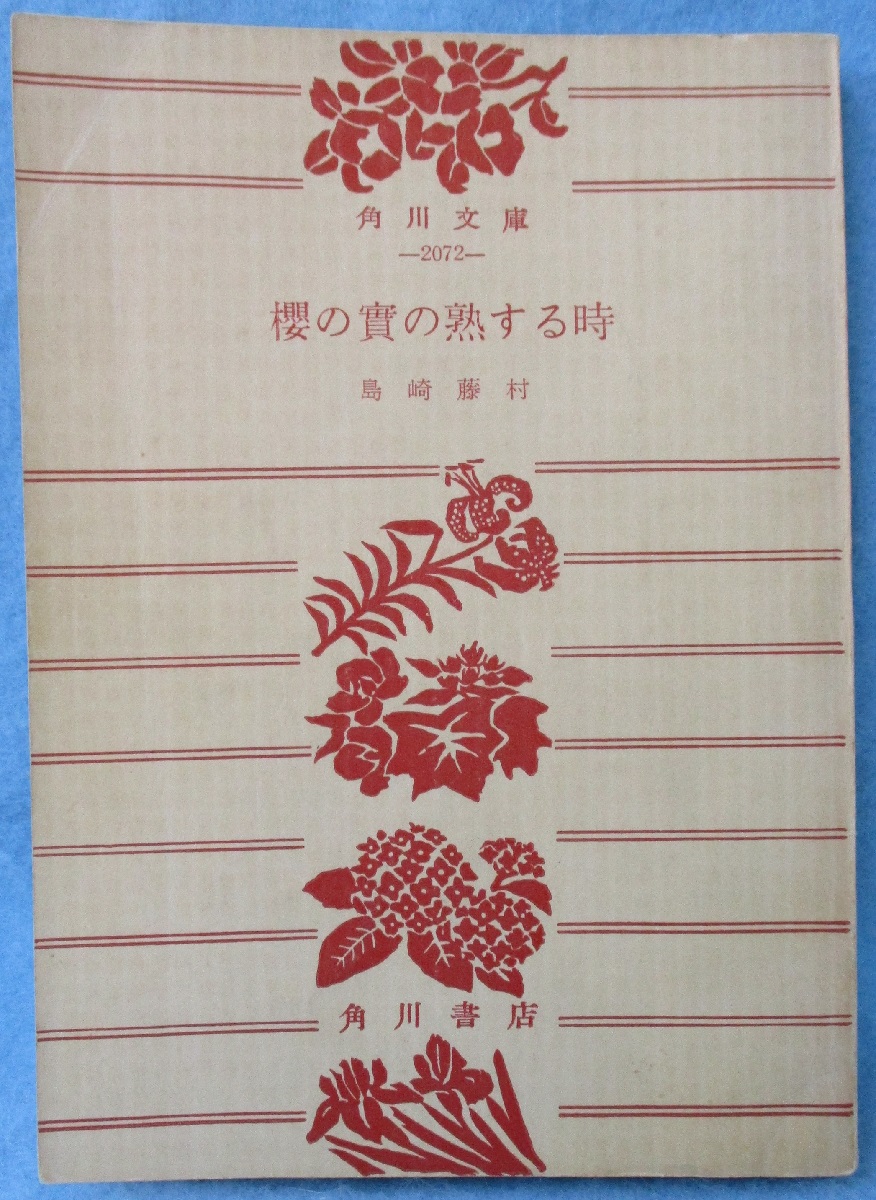 角川文庫
—2072—
櫻の實の熟する時
島崎藤村
角川書店